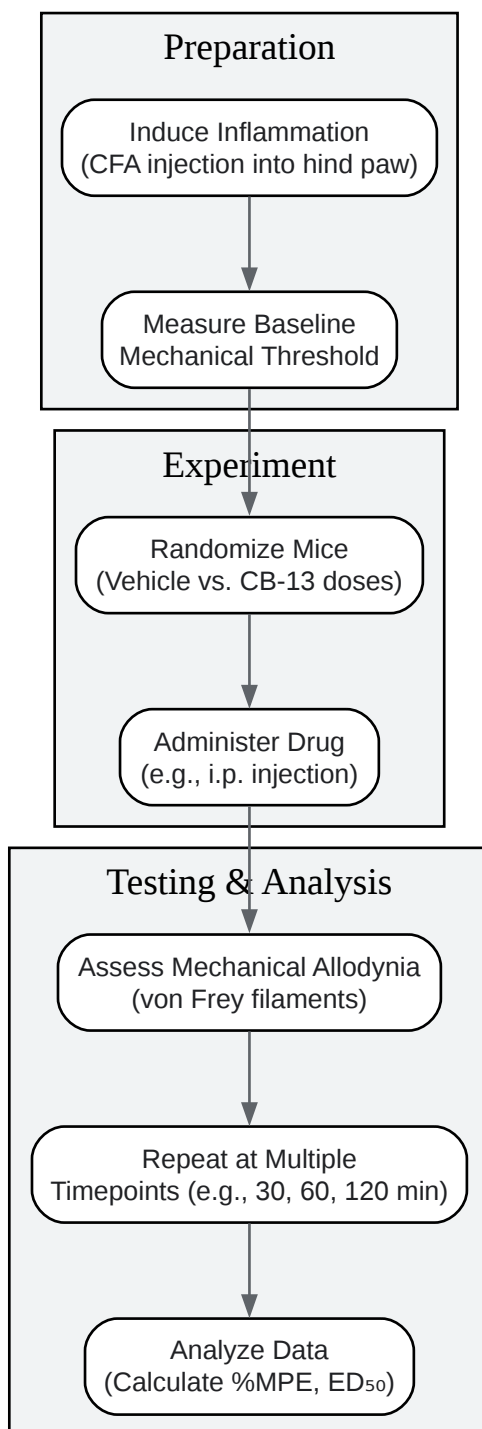 Preparation
Induce Inflammation
(CFA injection into hind paw)
Measure Baseline
Mechanical Threshold
Experiment
Randomize Mice
(Vehicle vs. CB-13 doses)
Administer Drug
(e.g., i.p. injection)
Testing & Analysis
Assess Mechanical Allodynia
(von Frey filaments)
Repeat at Multiple
Timepoints (e.g., 30, 60, 120 min)
Analyze Data
(Calculate %MPE, ED₅₀)